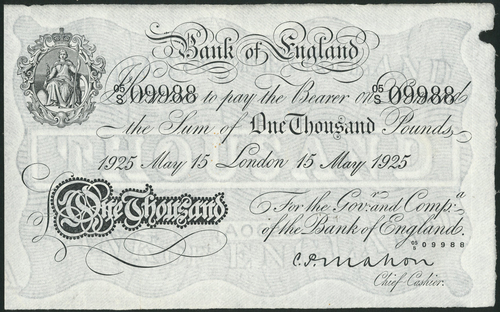 Bank of England
05/S 09988 to pay the Bearer on 05/S 09988
the Sum of One Thousand Pounds
1925 May 15 London 15 May 1925
For the Govr. and Compa.
One Thousand
of the Bank of England.
05/S 09988
C.P. Mahon
Chief Cashier.